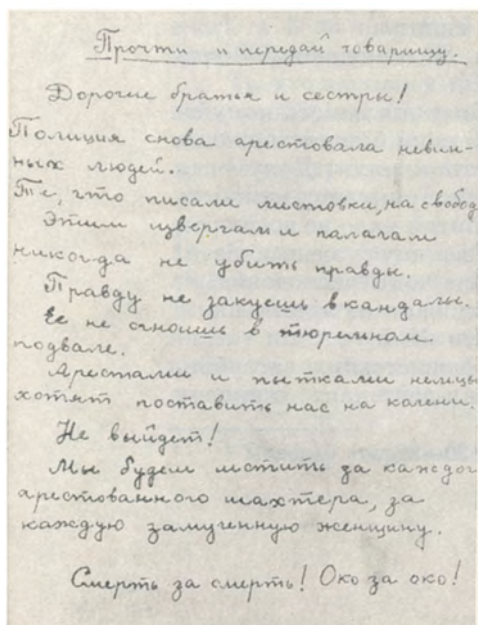 Прочти и передай товарищу.
Дорогие братья и сестры!
Полиция снова арестовала невин-
ных людей.
Те, что писали листовки, на свобод
Этим извергам и палачам
никогда не убить правды.
Правду не закуешь в кандалы.
Ее не сгноишь в тюремном
подвале.
Арестами и пытками немцы
хотят поставить нас на колени.
Не выйдет!
Мы будем мстить за каждог
арестованного шахтера, за
каждую замученную женщину.
Смерть за смерть! Око за око!